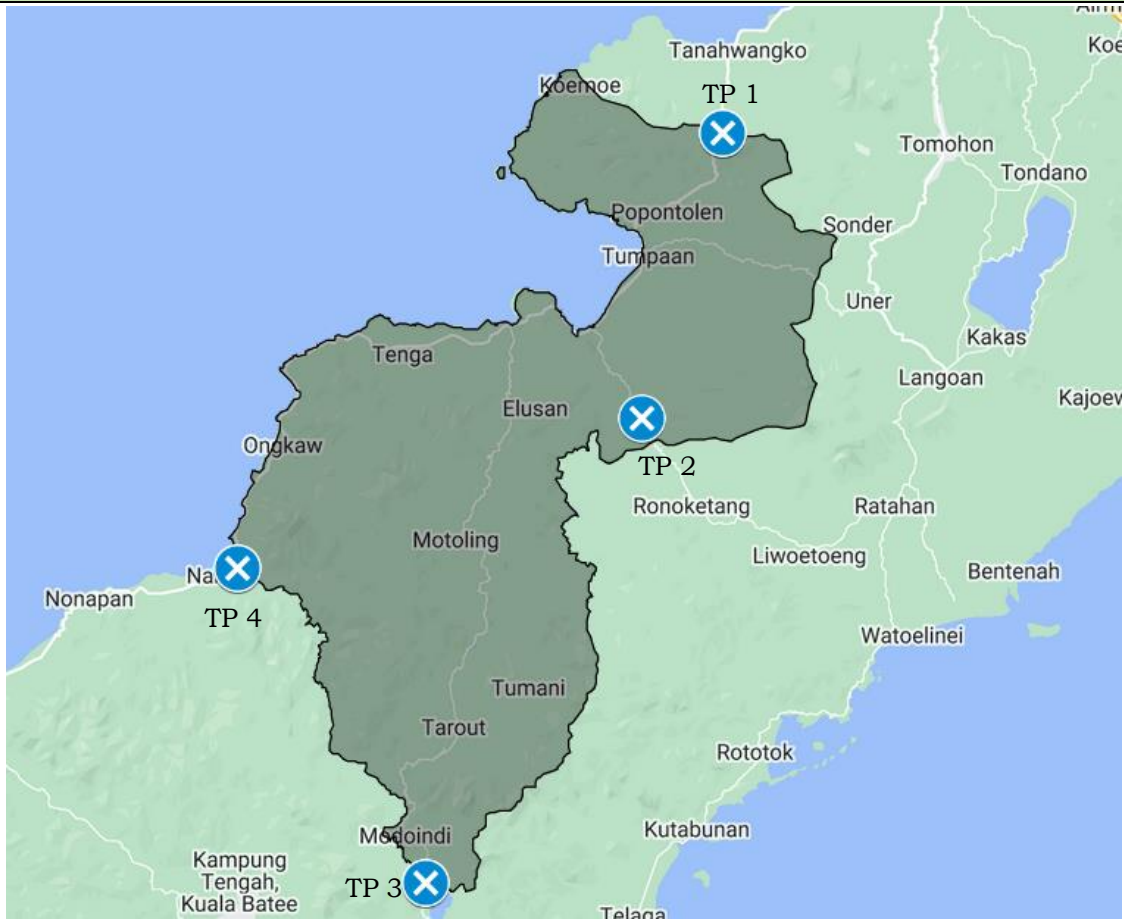 Tanahwangko
Koe
Koemoe
TP 1
Tomohon
Tondano
Popontolen
Sonder
Tumpaan
Uner
Kakas
Tenga
Langoan
Elusan
Kajoev
Ongkaw
TP 2
Ronoketang
Ratahan
Motoling
Liwoetoeng
Bentenah
Nonapan
TP 4
Watoelinei
Tumani
Tarout
Rototok
Modoindi
Kutabunan
Kampung
Tengah,
Kuala Batee
TP 3
Telaga